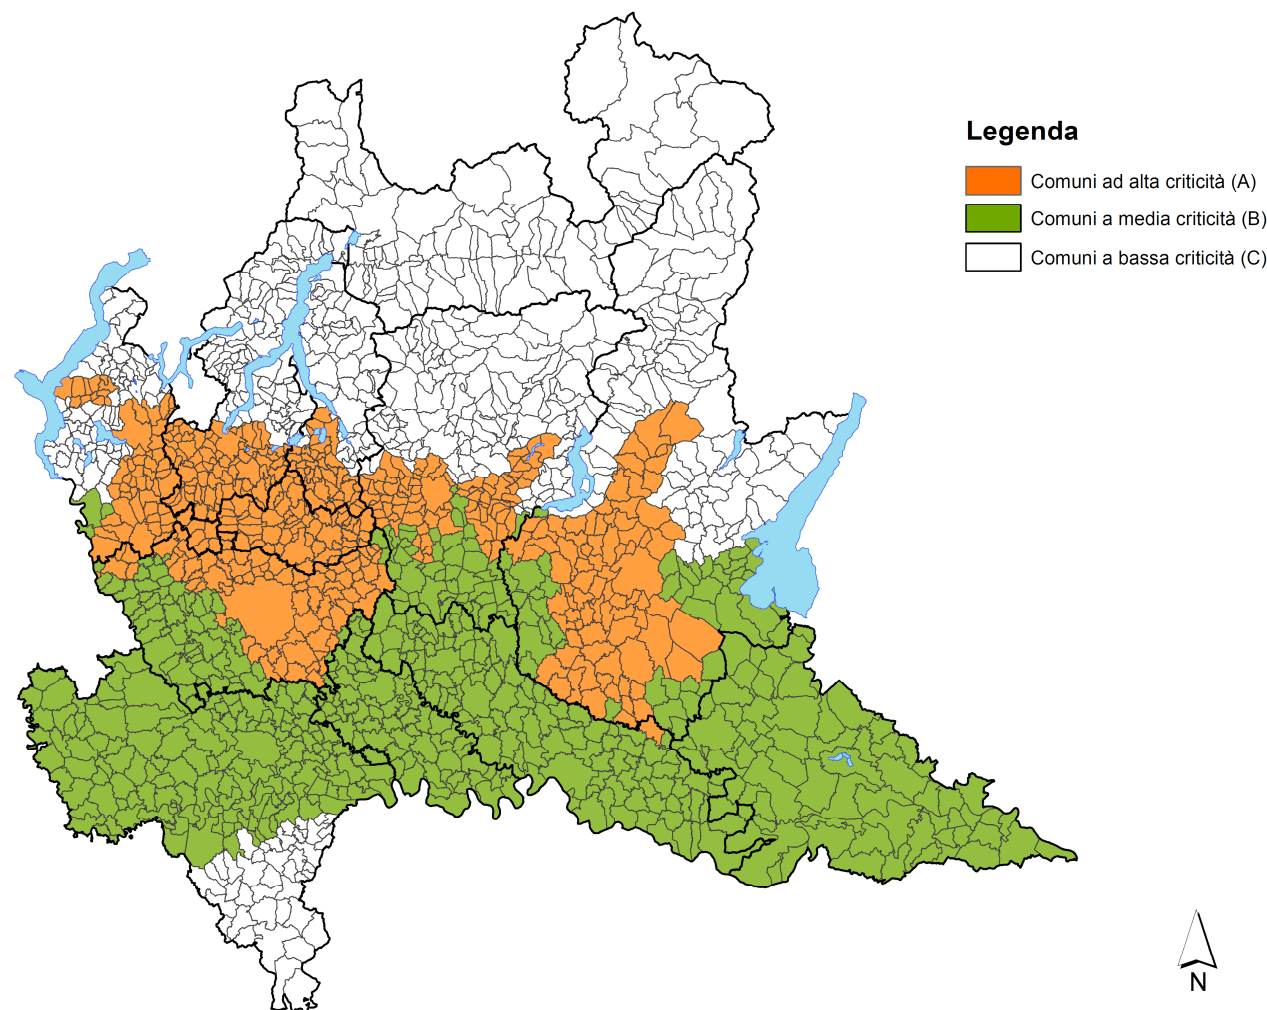 Legenda
Comuni ad alta criticità (A)
Comuni a media criticità (B)
Comuni a bassa criticità (C)
N